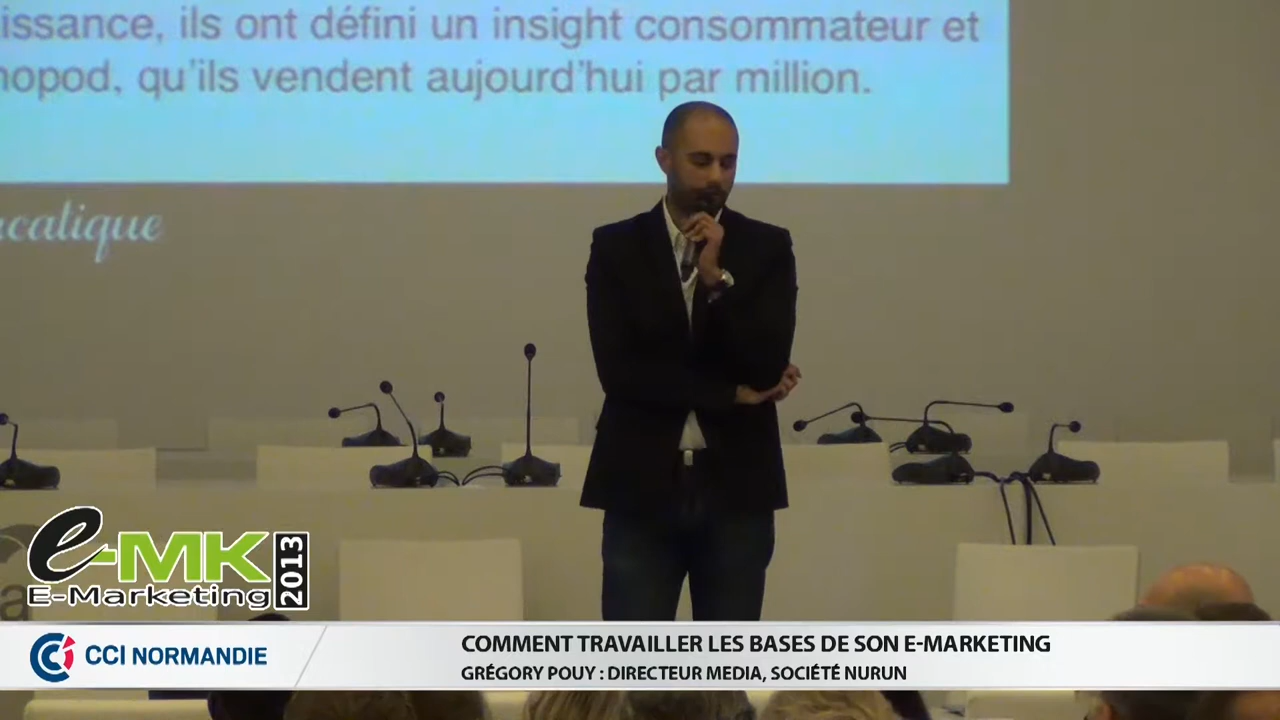 issance, ils ont défini un insight consommateur et
nopod, qu'ils vendent aujourd'hui par million.
catique
e-MK
E-Marketing
2013
CCI NORMANDIE
COMMENT TRAVAILLER LES BASES DE SON E-MARKETING
GRÉGORY POUY : DIRECTEUR MEDIA, SOCIÉTÉ NURUN